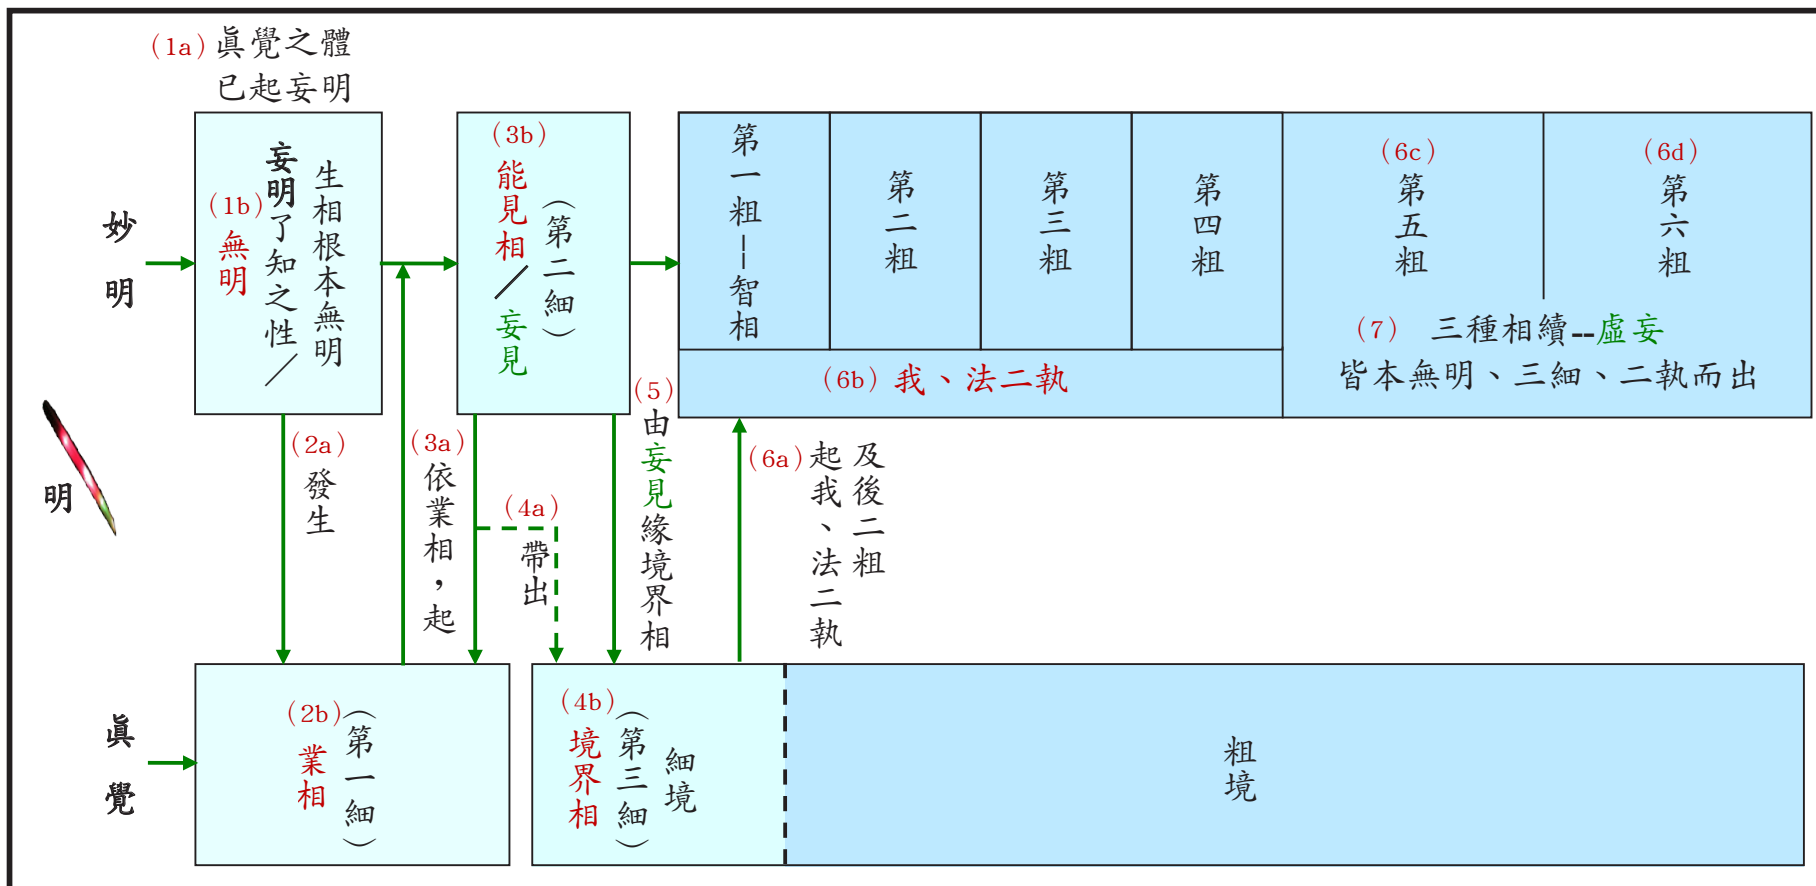 (1a) 眞覺之體
已起妄明
妙明
(1b) 無明
生相根本無明／
妄明了知之性
(2a) 發生
(3a) 依業相，起
(3b) 能見相／妄見
（第二細）
(4a) 帶出
(5) 由妄見緣境界相
第一粗--智相
第二粗
第三粗
第四粗
(6c) 第五粗
(6d) 第六粗
(6b) 我、法二執
(7) 三種相續--虛妄
皆本無明、三細、二執而出
(6a) 起我、法二執
及後二粗
明
眞覺
(2b) 業相
（第一細）
(4b) 境界相
（第三細）
細境
粗境